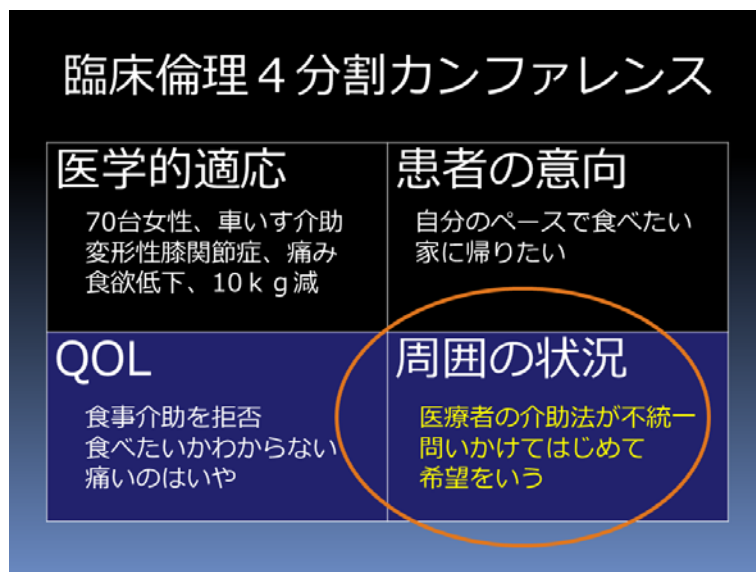 臨床倫理４分割カンファレンス
医学的適応
70台女性、車いす介助
変形性膝関節症、痛み
食欲低下、10ｋｇ減
患者の意向
自分のペースで食べたい
家に帰りたい
QOL
食事介助を拒否
食べたいかわからない
痛いのはいや
周囲の状況
医療者の介助法が不統一
問いかけてはじめて
希望をいう